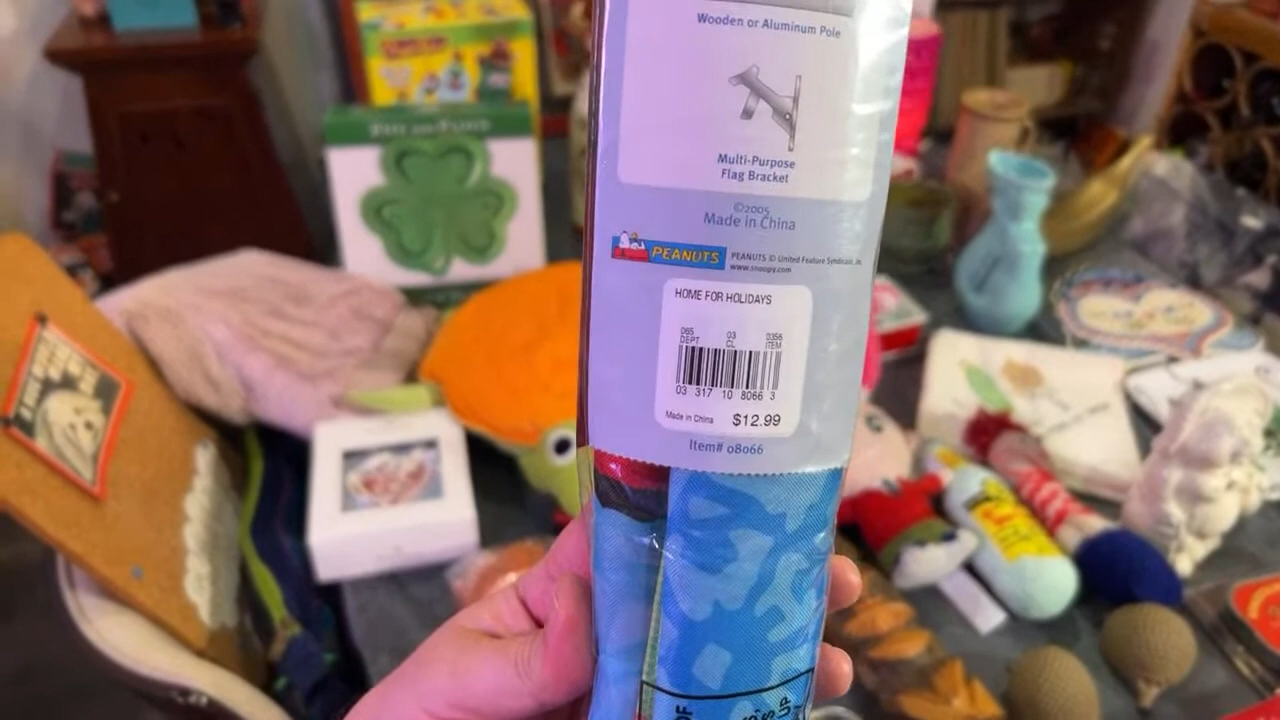 Wooden or Aluminum Pole
Multi-Purpose
Flag Bracket
©2005
Made in China
PEANUTS
PEANUTS © United Feature Syndicate, Inc.
www.snoopy.com
HOME FOR HOLIDAYS
065 03 0356
DEPT CL ITEM
03 317 10 8066 3
Made in China $12.99
Item# 08066
OF
UP